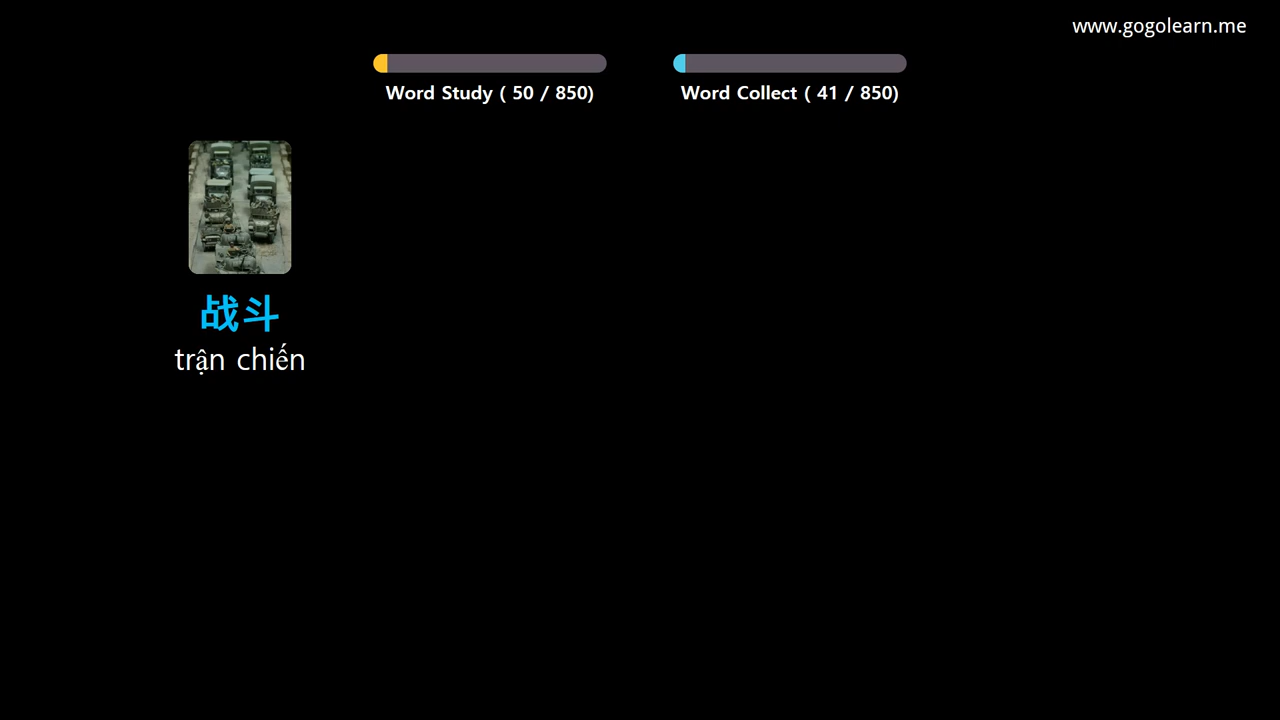 www.gogolearn.me
Word Study ( 50 / 850)
Word Collect ( 41 / 850)
战斗
trận chiến